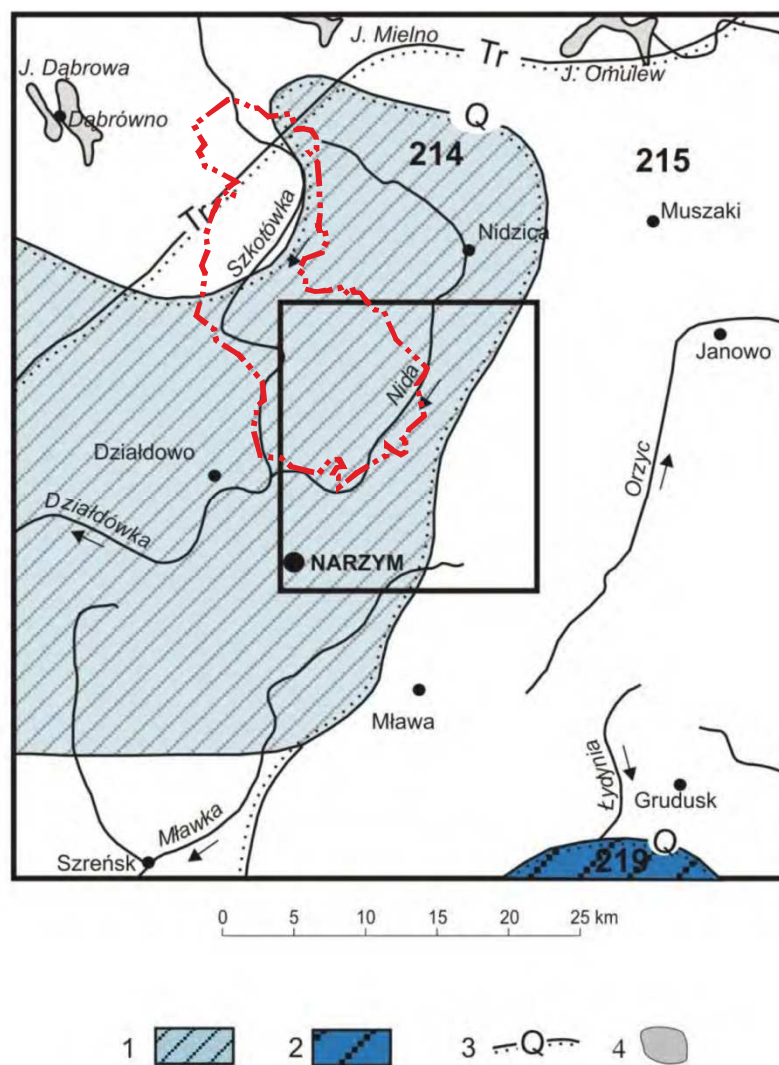 J. Mielno
Tr
J. Dąbrowa
J. Omulew
Dąbrówno
Q
214
215
Muszaki
Tr
Szkotówka
Nidzica
Janowo
Nida
Działdowo
Orzyc
Działdówka
NARZYM
Mława
Łydynia
Grudusk
Mławka
Szreńsk
219
Q
0 5 10 15 20 25 km
1 2 3 Q 4